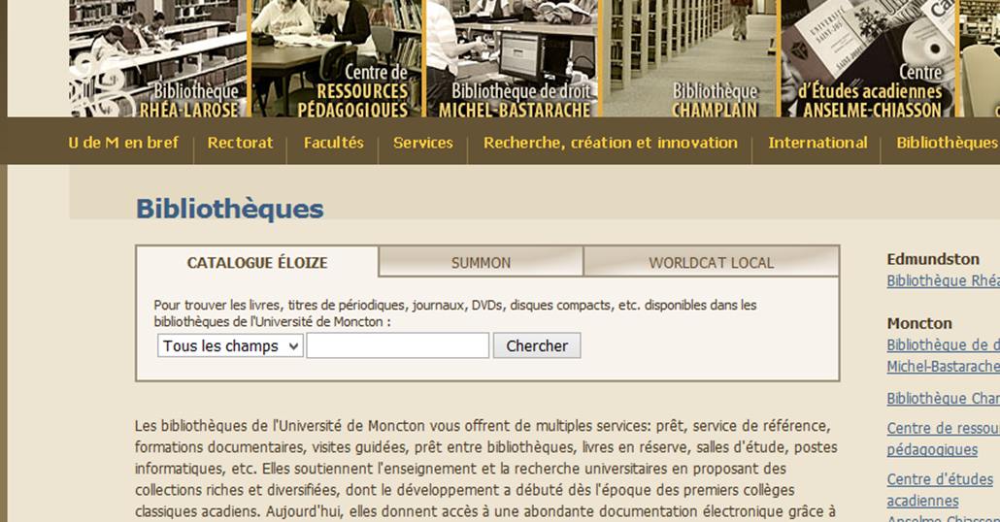 Bibliothèque
RHÉA-LAROSE
Centre de
RESSOURCES
PÉDAGOGIQUES
Bibliothèque de droit
MICHEL-BASTARACHE
Bibliothèque
CHAMPLAIN
Centre
d'Études acadiennes
ANSELME-CHIASSON
U de M en bref Rectorat Facultés Services Recherche, création et innovation International Bibliothèques
Bibliothèques
CATALOGUE ÉLOIZE SUMMON WORLDCAT LOCAL
Pour trouver les livres, titres de périodiques, journaux, DVDs, disques compacts, etc. disponibles dans les
bibliothèques de l'Université de Moncton :
Tous les champs Chercher
Les bibliothèques de l'Université de Moncton vous offrent de multiples services: prêt, service de référence,
formations documentaires, visites guidées, prêt entre bibliothèques, livres en réserve, salles d'étude, postes
informatiques, etc. Elles soutiennent l'enseignement et la recherche universitaires en proposant des
collections riches et diversifiées, dont le développement a débuté dès l'époque des premiers collèges
classiques acadiens. Aujourd'hui, elles donnent accès à une abondante documentation électronique grâce à
Edmundston
Bibliothèque Rhéa
Moncton
Bibliothèque de d
Michel-Bastarache
Bibliothèque Cha
Centre de ressou
pédagogiques
Centre d'études
acadiennes
Anselme-Chiasson